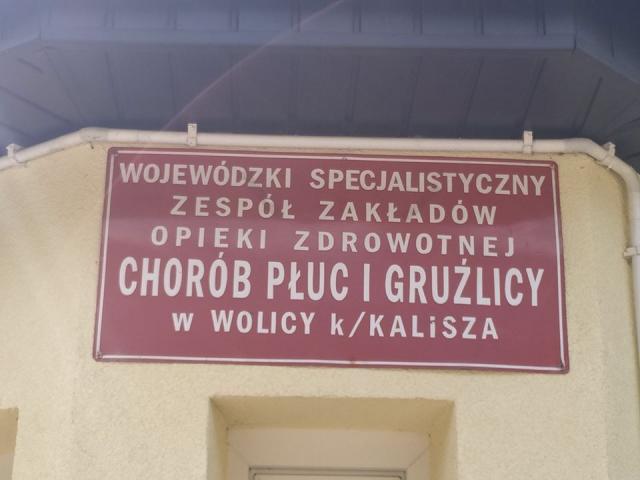 WOJEWÓDZKI SPECJALISTYCZNY
ZESPÓŁ ZAKŁADÓW
OPIEKI ZDROWOTNEJ
CHORÓB PŁUC I GRUŹLICY
w WOLICY k/KALiSZA